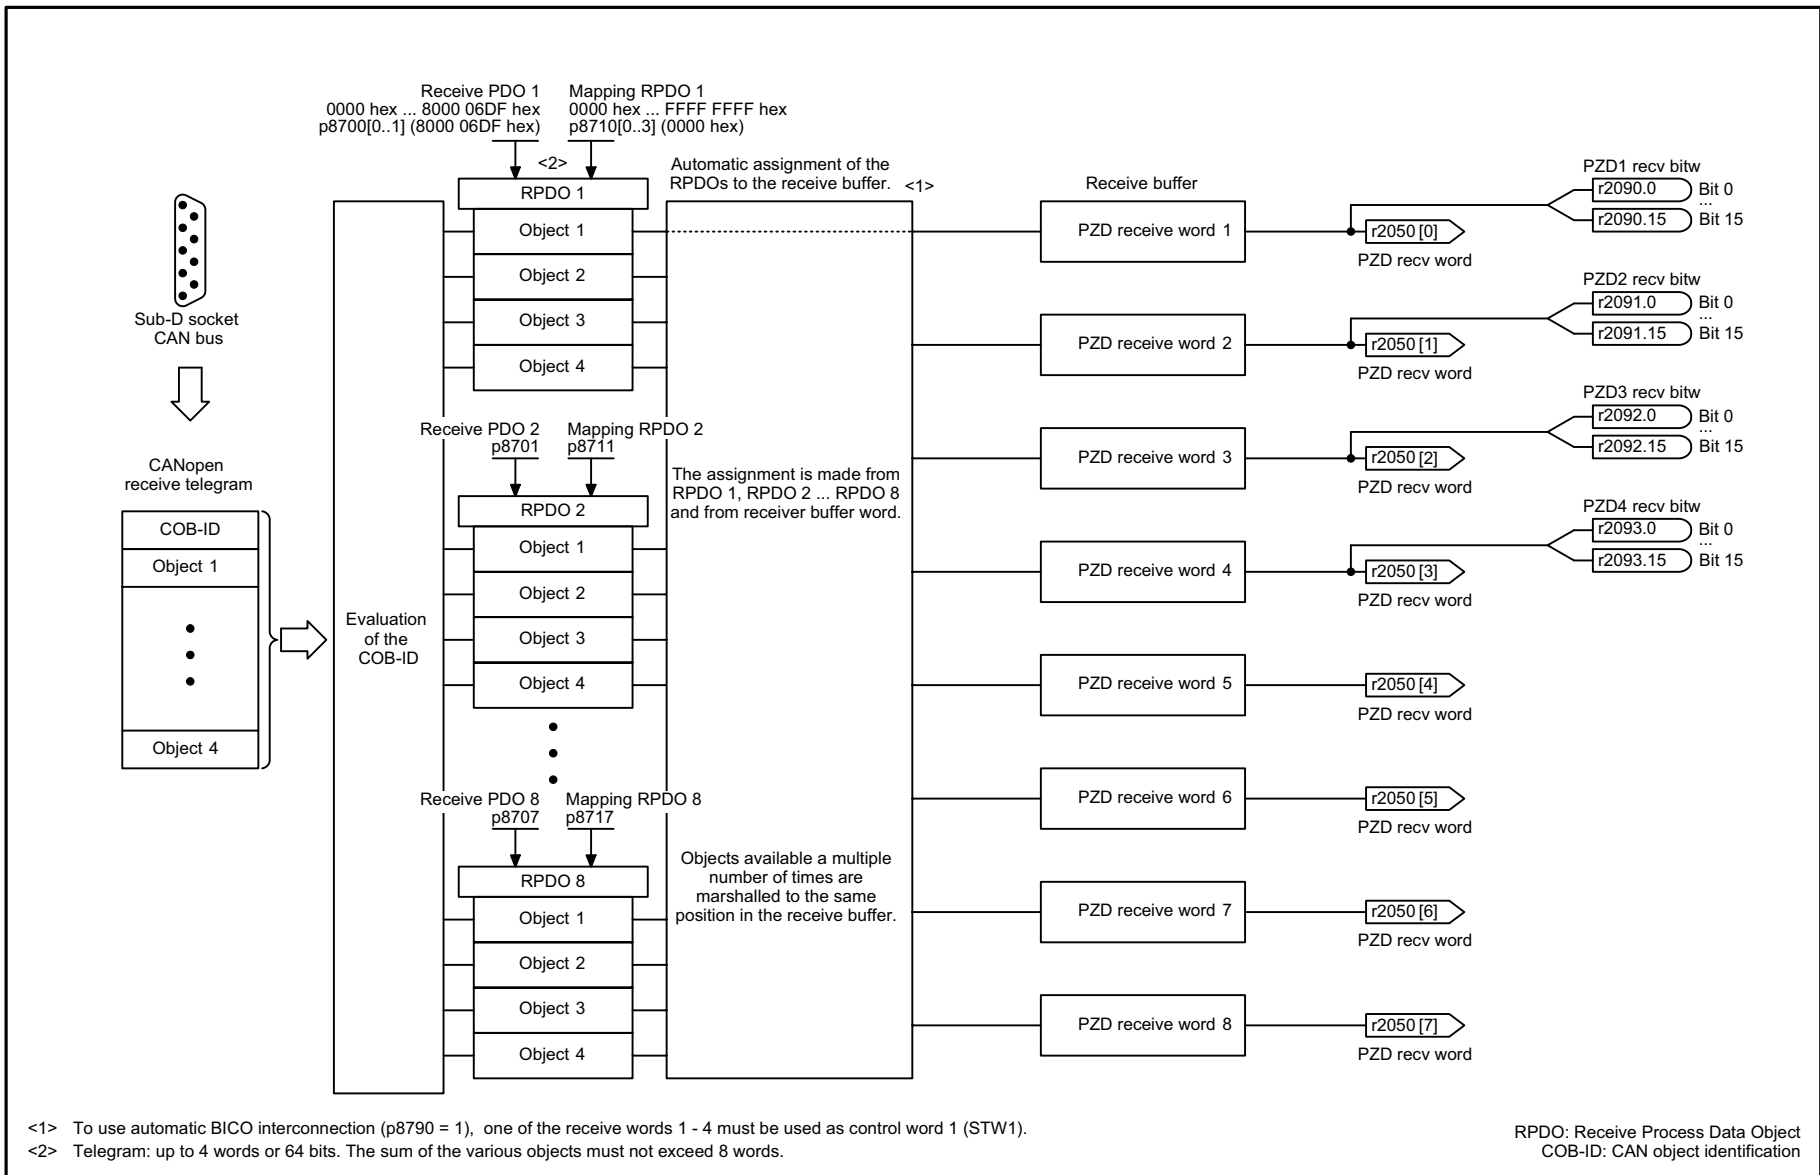 Receive PDO 1
0000 hex ... 8000 06DF hex
p8700[0..1] (8000 06DF hex)
Mapping RPDO 1
0000 hex ... FFFF FFFF hex
p8710[0..3] (0000 hex)
<2>
RPDO 1
Object 1
Object 2
Object 3
Object 4
Automatic assignment of the
RPDOs to the receive buffer.
<1>
Receive buffer
Sub-D socket
CAN bus
CANopen
receive telegram
COB-ID
Object 1
Object 4
Evaluation
of the
COB-ID
Receive PDO 2
p8701
Mapping RPDO 2
p8711
RPDO 2
Object 1
Object 2
Object 3
Object 4
The assignment is made from
RPDO 1, RPDO 2 ... RPDO 8
and from receiver buffer word.
Receive PDO 8
p8707
Mapping RPDO 8
p8717
RPDO 8
Object 1
Object 2
Object 3
Object 4
Objects available a multiple
number of times are
marshalled to the same
position in the receive buffer.
PZD receive word 1
r2050 [0]
PZD recv word
PZD1 recv bitw
r2090.0 Bit 0
...
r2090.15 Bit 15
PZD receive word 2
r2050 [1]
PZD recv word
PZD2 recv bitw
r2091.0 Bit 0
...
r2091.15 Bit 15
PZD receive word 3
r2050 [2]
PZD recv word
PZD3 recv bitw
r2092.0 Bit 0
...
r2092.15 Bit 15
PZD receive word 4
r2050 [3]
PZD recv word
PZD4 recv bitw
r2093.0 Bit 0
...
r2093.15 Bit 15
PZD receive word 5
r2050 [4]
PZD recv word
PZD receive word 6
r2050 [5]
PZD recv word
PZD receive word 7
r2050 [6]
PZD recv word
PZD receive word 8
r2050 [7]
PZD recv word
<1> To use automatic BICO interconnection (p8790 = 1), one of the receive words 1 - 4 must be used as control word 1 (STW1).
<2> Telegram: up to 4 words or 64 bits. The sum of the various objects must not exceed 8 words.
RPDO: Receive Process Data Object
COB-ID: CAN object identification